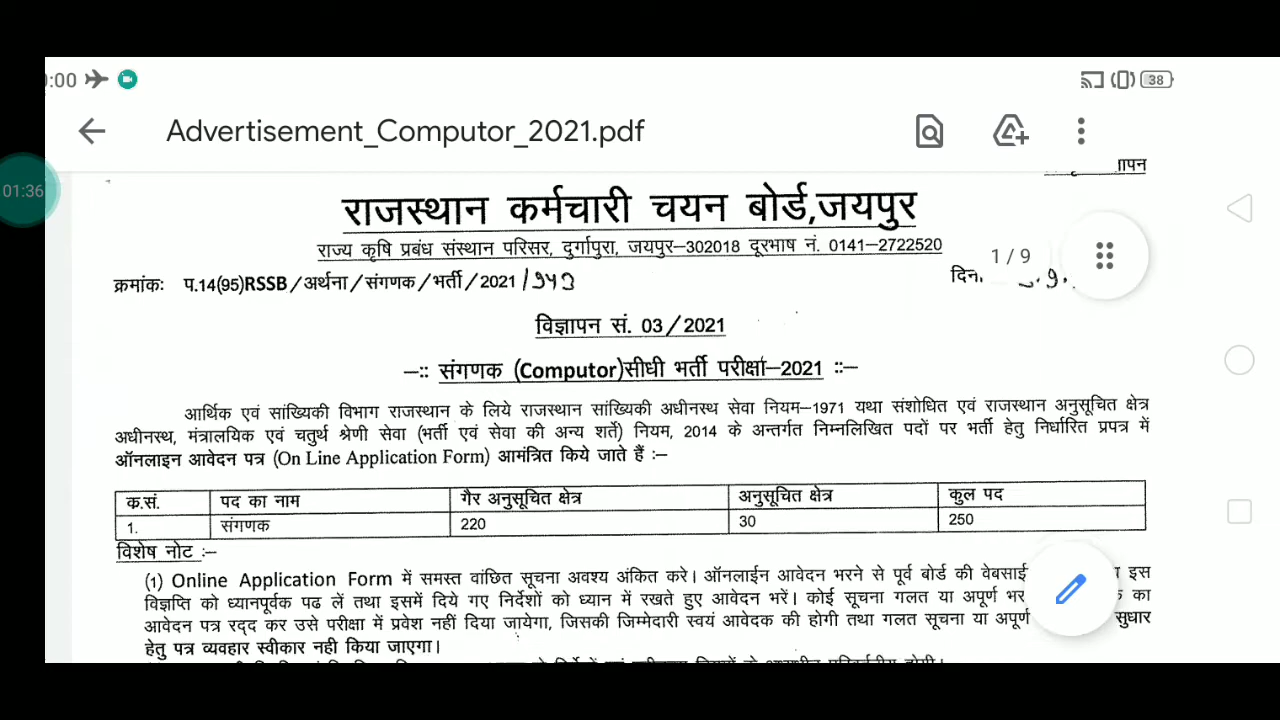 :00 38
Advertisement_Computor_2021.pdf
01:36
राजस्थान कर्मचारी चयन बोर्ड,जयपुर
राज्य कृषि प्रबंध संस्थान परिसर, दुर्गापुरा, जयपुर–302018 दूरभाष नं. 0141–2722520
1 / 9
क्रमांकः प.14(95)RSSB/अर्थना/संगणक/भर्ती/2021/943
विज्ञापन सं. 03/2021
–:: संगणक (Computor)सीधी भर्ती परीक्षा–2021 ::–
आर्थिक एवं सांख्यिकी विभाग राजस्थान के लिये राजस्थान सांख्यिकी अधीनस्थ सेवा नियम–1971 यथा संशोधित एवं राजस्थान अनुसूचित क्षेत्र
अधीनस्थ, मंत्रालयिक एवं चतुर्थ श्रेणी सेवा (भर्ती एवं सेवा की अन्य शर्ते) नियम, 2014 के अन्तर्गत निम्नलिखित पदों पर भर्ती हेतु निर्धारित प्रपत्र में
ऑनलाइन आवेदन पत्र (On Line Application Form) आमंत्रित किये जाते हैं :–
क.सं. पद का नाम गैर अनुसूचित क्षेत्र अनुसूचित क्षेत्र कुल पद
1. संगणक 220 30 250
विशेष नोट :–
(1) Online Application Form में समस्त वांछित सूचना अवश्य अंकित करे। ऑनलाईन आवेदन भरने से पूर्व बोर्ड की इस
विज्ञप्ति को ध्यानपूर्वक पढ लें तथा इसमें दिये गए निर्देशों को ध्यान में रखते हुए आवेदन भरें। कोई सूचना गलत या अपूर्ण का
आवेदन पत्र रद्द कर उसे परीक्षा में प्रवेश नहीं दिया जायेगा, जिसकी जिम्मेदारी स्वयं आवेदक की होगी तथा गलत सूचना या अपूर्ण सुधार
हेतु पत्र व्यवहार स्वीकार नही किया जाएगा।